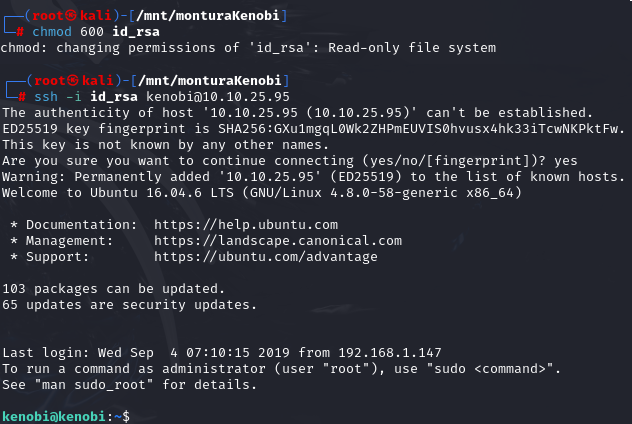 ┌──(root㉿kali)-[/mnt/monturaKenobi]
└─# chmod 600 id_rsa
chmod: changing permissions of 'id_rsa': Read-only file system
┌──(root㉿kali)-[/mnt/monturaKenobi]
└─# ssh -i id_rsa kenobi@10.10.25.95
The authenticity of host '10.10.25.95 (10.10.25.95)' can't be established.
ED25519 key fingerprint is SHA256:GXu1mgqL0Wk2ZHPmEUVIS0hvusx4hk33iTcwNKPktFw.
This key is not known by any other names.
Are you sure you want to continue connecting (yes/no/[fingerprint])? yes
Warning: Permanently added '10.10.25.95' (ED25519) to the list of known hosts.
Welcome to Ubuntu 16.04.6 LTS (GNU/Linux 4.8.0-58-generic x86_64)
* Documentation:  https://help.ubuntu.com
* Management:     https://landscape.canonical.com
* Support:        https://ubuntu.com/advantage
103 packages can be updated.
65 updates are security updates.
Last login: Wed Sep  4 07:10:15 2019 from 192.168.1.147
To run a command as administrator (user "root"), use "sudo <command>".
See "man sudo_root" for details.
kenobi@kenobi:~$